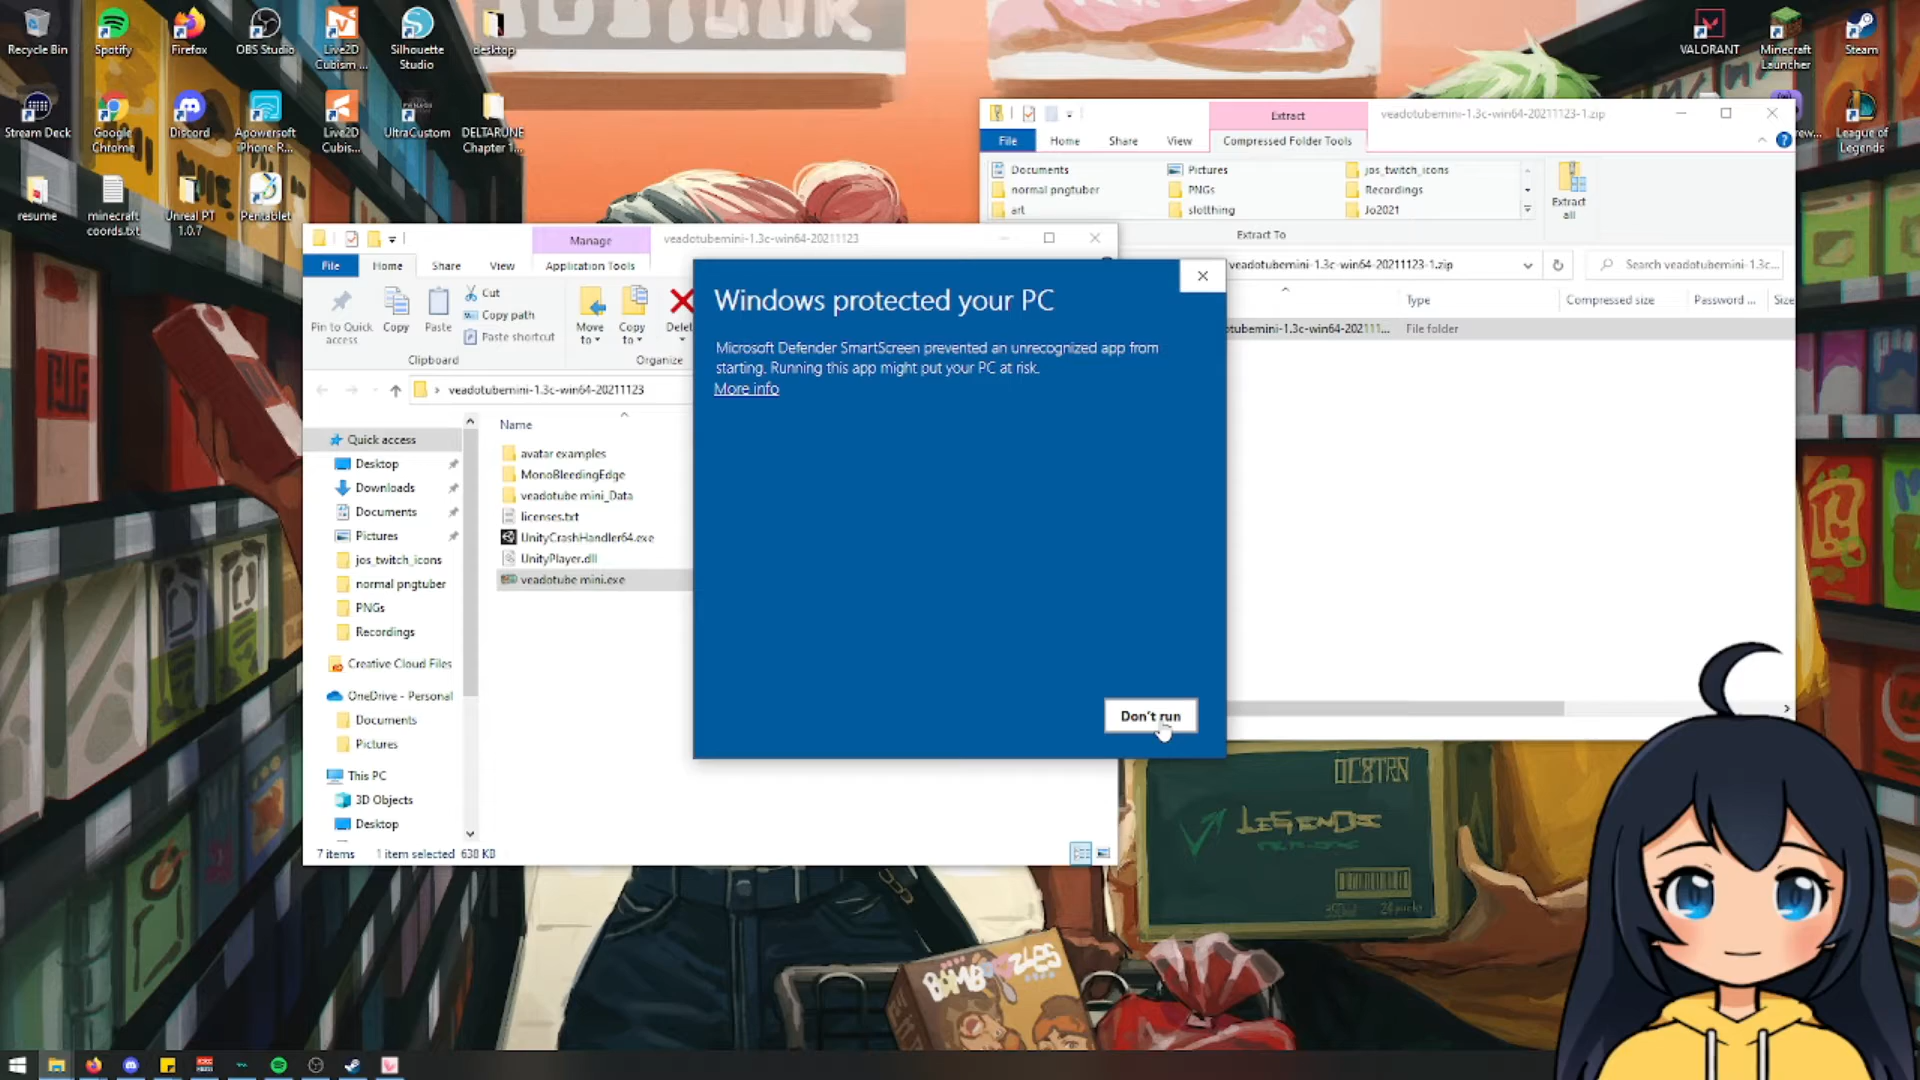 Recycle Bin
Spotify
Firefox
OBS Studio
Live2D Cubism ...
Silhouette Studio
desktop
VALORANT
Minecraft Launcher
Steam
Stream Deck
Google Chrome
Discord
Apowersoft iPhone R...
Live2D Cubis...
UltraCustom
DELTARUNE Chapter 1...
League of Legends
resume
minecraft coords.txt
Unreal PT 1.0.7
Pentablet
Extract
veadotubemini-1.3c-win64-20211123-1.zip
File
Home
Share
View
Compressed Folder Tools
Documents
Pictures
jos_twitch_icons
normal pngtuber
PNGs
Recordings
art
slotthing
Jo2021
Extract all
Extract To
veadotubemini-1.3c-win64-20211123-1.zip
Search veadotubemini-1.3c...
Type
Compressed size
Password ...
Size
tubemini-1.3c-win64-202111...
File folder
Manage
veadotubemini-1.3c-win64-20211123
File
Home
Share
View
Application Tools
Pin to Quick access
Copy
Paste
Cut
Copy path
Paste shortcut
Move to
Copy to
Delet
Clipboard
Organize
veadotubemini-1.3c-win64-20211123
Quick access
Desktop
Downloads
Documents
Pictures
jos_twitch_icons
normal pngtuber
PNGs
Recordings
Creative Cloud Files
OneDrive - Personal
Documents
Pictures
This PC
3D Objects
Desktop
Name
avatar examples
MonoBleedingEdge
veadotube mini_Data
licenses.txt
UnityCrashHandler64.exe
UnityPlayer.dll
veadotube mini.exe
7 items
1 item selected
638 KB
Windows protected your PC
Microsoft Defender SmartScreen prevented an unrecognized app from
starting. Running this app might put your PC at risk.
More info
Don't run
LEGENDS
24 packs
BAMBOOZLES